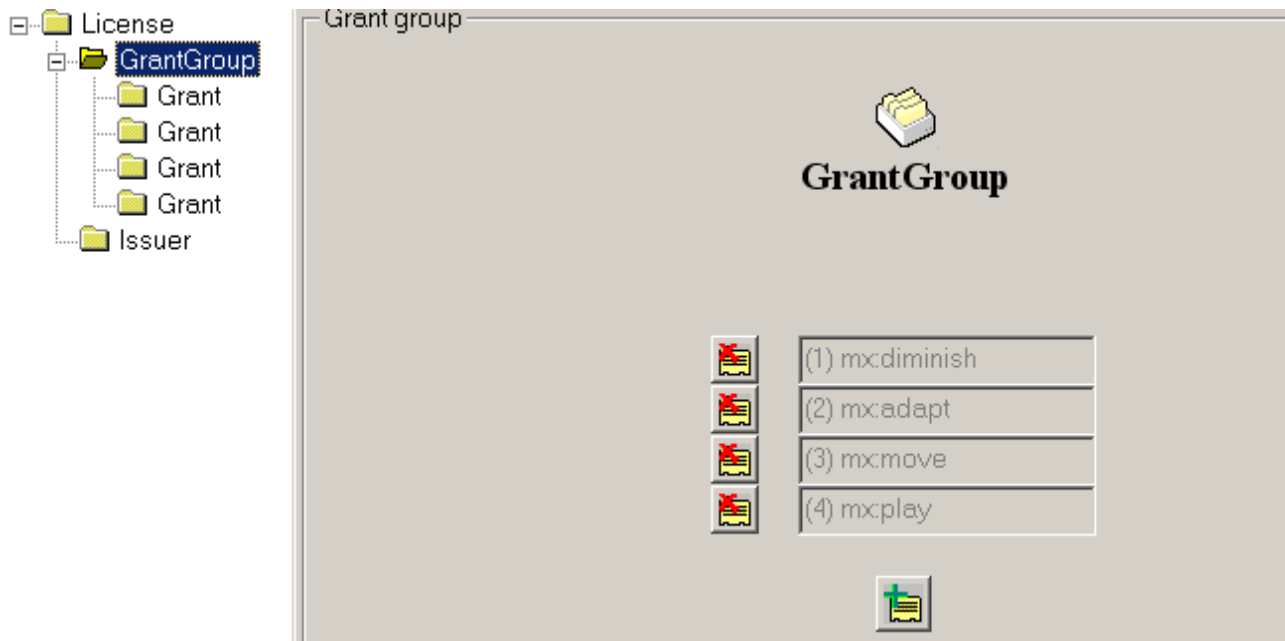 License
GrantGroup
Grant
Grant
Grant
Grant
Issuer
Grant group
GrantGroup
(1) mx:diminish
(2) mx:adapt
(3) mx:move
(4) mx:play